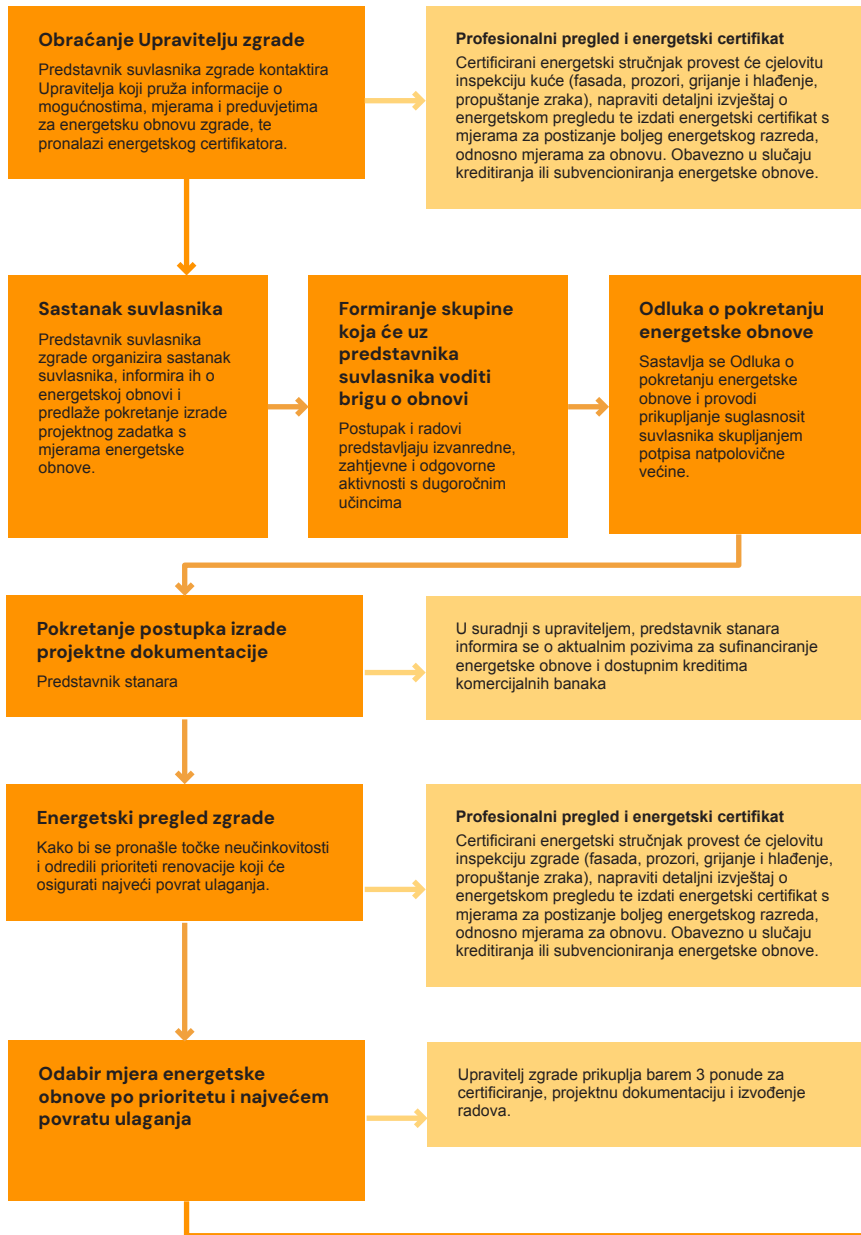 Obraćanje Upravitelju zgrade
Predstavnik suvlasnika zgrade kontaktira
Upravitelja koji pruža informacije o
mogućnostima, mjerama i preduvjetima
za energetsku obnovu zgrade, te
pronalazi energetskog certifikatora.
Profesionalni pregled i energetski certifikat
Certificirani energetski stručnjak provest će cjelovitu
inspekciju kuće (fasada, prozori, grijanje i hlađenje,
propuštanje zraka), napraviti detaljni izvještaj o
energetskom pregledu te izdati energetski certifikat s
mjerama za postizanje boljeg energetskog razreda,
odnosno mjerama za obnovu. Obavezno u slučaju
kreditiranja ili subvencioniranja energetske obnove.
Sastanak suvlasnika
Predstavnik suvlasnika
zgrade organizira sastanak
suvlasnika, informira ih o
energetskoj obnovi i
predlaže pokretanje izrade
projektnog zadatka s
mjerama energetske
obnove.
Formiranje skupine
koja će uz
predstavnika
suvlasnika voditi
brigu o obnovi
Postupak i radovi
predstavljaju izvanredne,
zahtjevne i odgovorne
aktivnosti s dugoročnim
učincima
Odluka o pokretanju
energetske obnove
Sastavlja se Odluka o
pokretanju energetske
obnove i provodi
prikupljanje suglasnosit
suvlasnika skupljanjem
potpisa natpolovične
većine.
Pokretanje postupka izrade
projektne dokumentacije
Predstavnik stanara
U suradnji s upraviteljem, predstavnik stanara
informira se o aktualnim pozivima za sufinanciranje
energetske obnove i dostupnim kreditima
komercijalnih banaka
Energetski pregled zgrade
Kako bi se pronašle točke neučinkovitosti
i odredili prioriteti renovacije koji će
osigurati najveći povrat ulaganja.
Profesionalni pregled i energetski certifikat
Certificirani energetski stručnjak provest će cjelovitu
inspekciju zgrade (fasada, prozori, grijanje i hlađenje,
propuštanje zraka), napraviti detaljni izvještaj o
energetskom pregledu te izdati energetski certifikat s
mjerama za postizanje boljeg energetskog razreda,
odnosno mjerama za obnovu. Obavezno u slučaju
kreditiranja ili subvencioniranja energetske obnove.
Odabir mjera energetske
obnove po prioritetu i najvećem
povratu ulaganja
Upravitelj zgrade prikuplja barem 3 ponude za
certificiranje, projektnu dokumentaciju i izvođenje
radova.